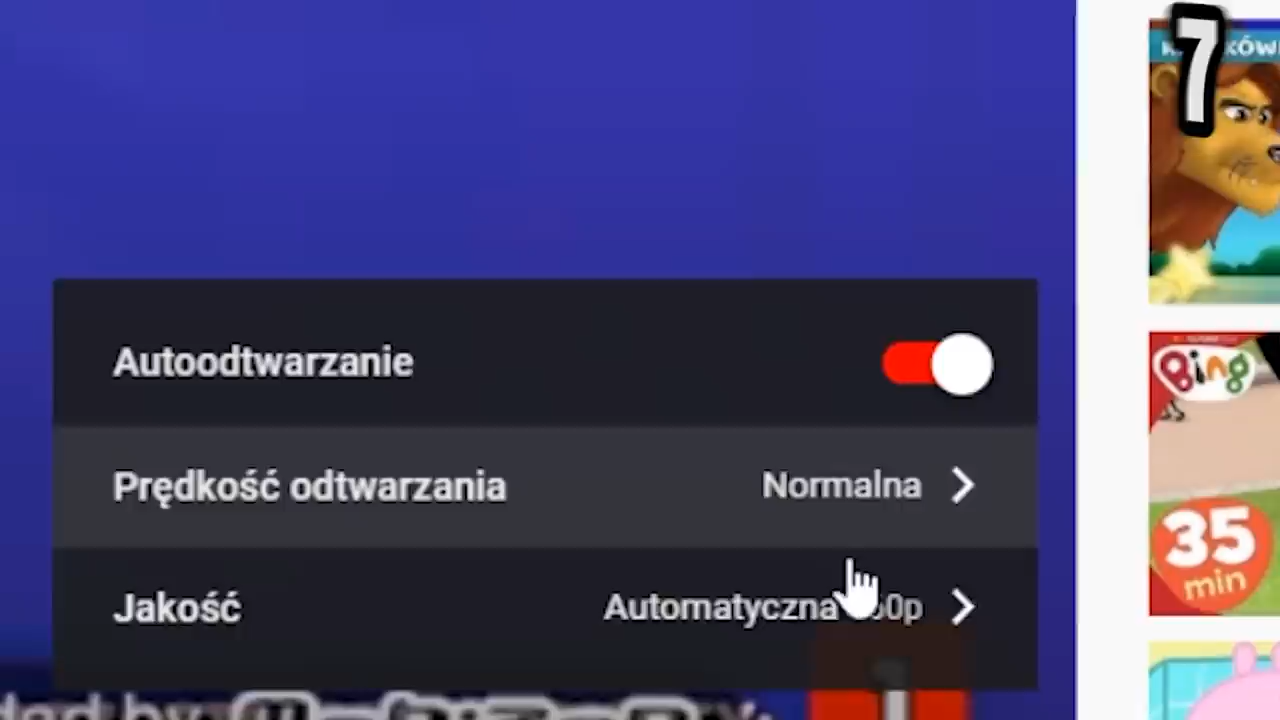 7
Autoodtwarzanie
Prędkość odtwarzania Normalna
Jakość Automatyczna
Bing
35
min